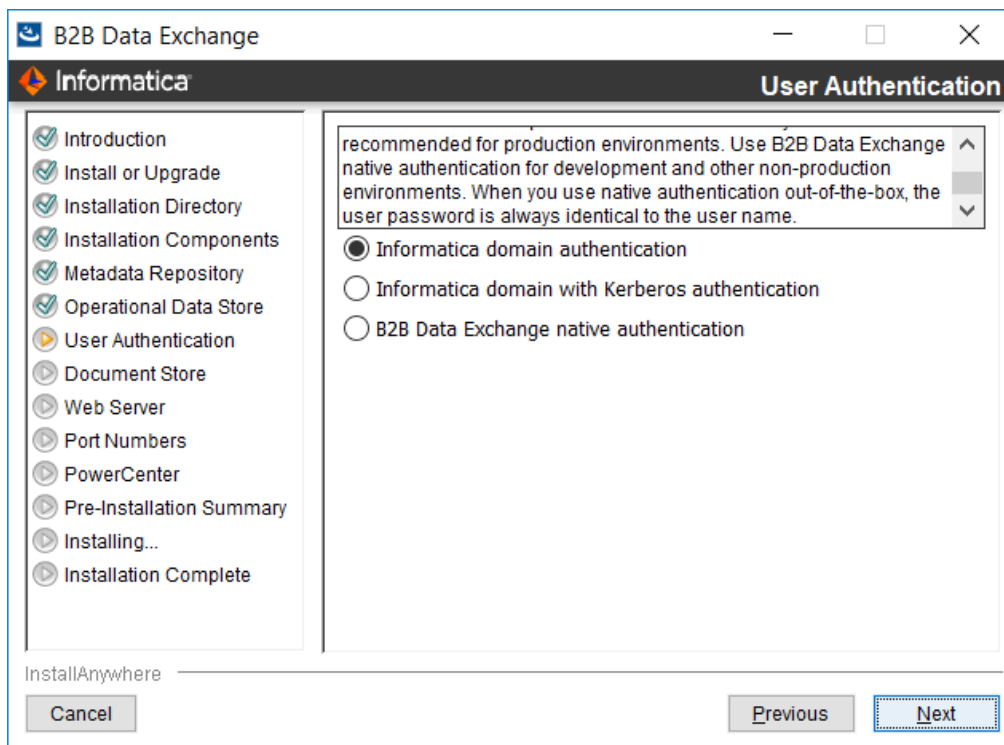 B2B Data Exchange
Informatica
User Authentication
Introduction
Install or Upgrade
Installation Directory
Installation Components
Metadata Repository
Operational Data Store
User Authentication
Document Store
Web Server
Port Numbers
PowerCenter
Pre-Installation Summary
Installing...
Installation Complete
recommended for production environments. Use B2B Data Exchange
native authentication for development and other non-production
environments. When you use native authentication out-of-the-box, the
user password is always identical to the user name.
Informatica domain authentication
Informatica domain with Kerberos authentication
B2B Data Exchange native authentication
InstallAnywhere
Cancel
Previous
Next